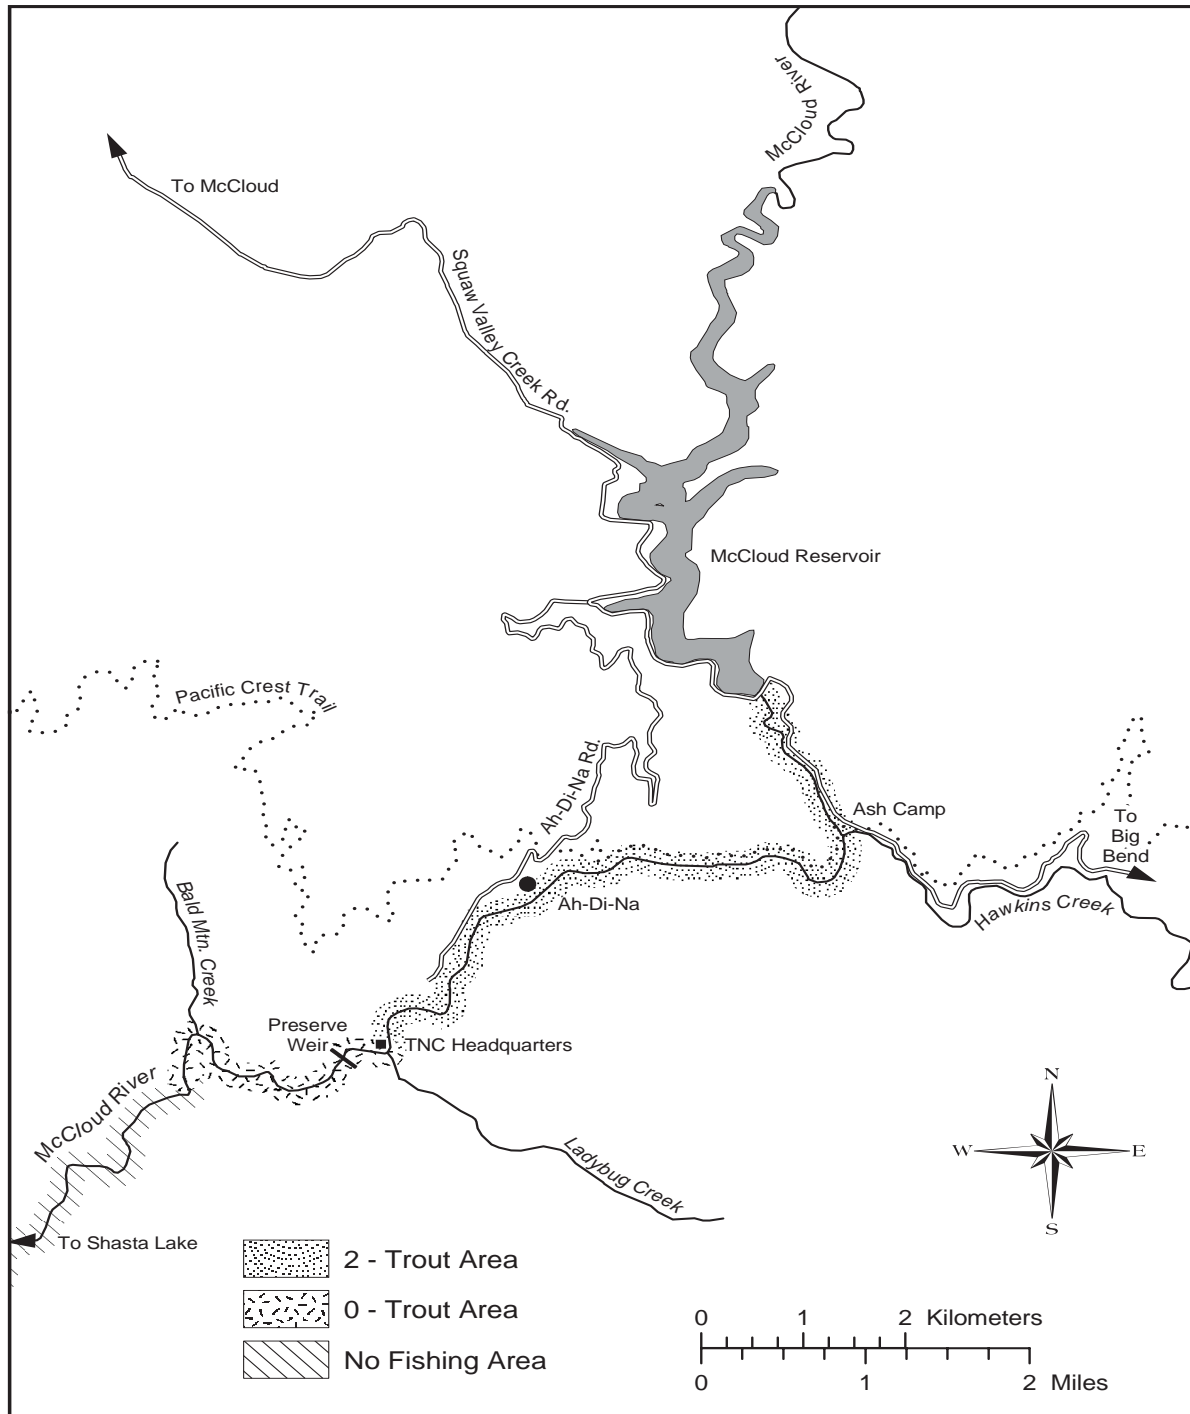 McCloud River
To McCloud
Squaw Valley Creek Rd.
McCloud Reservoir
Pacific Crest Trail
Ah-Di-Na Rd.
Ash Camp
To
Big
Bend
Hawkins Creek
Ah-Di-Na
Bald Mtn. Creek
Preserve
Weir
TNC Headquarters
McCloud River
Ladybug Creek
To Shasta Lake
N
W
E
S
2 - Trout Area
0 - Trout Area
No Fishing Area
0 1 2 Kilometers
0 1 2 Miles